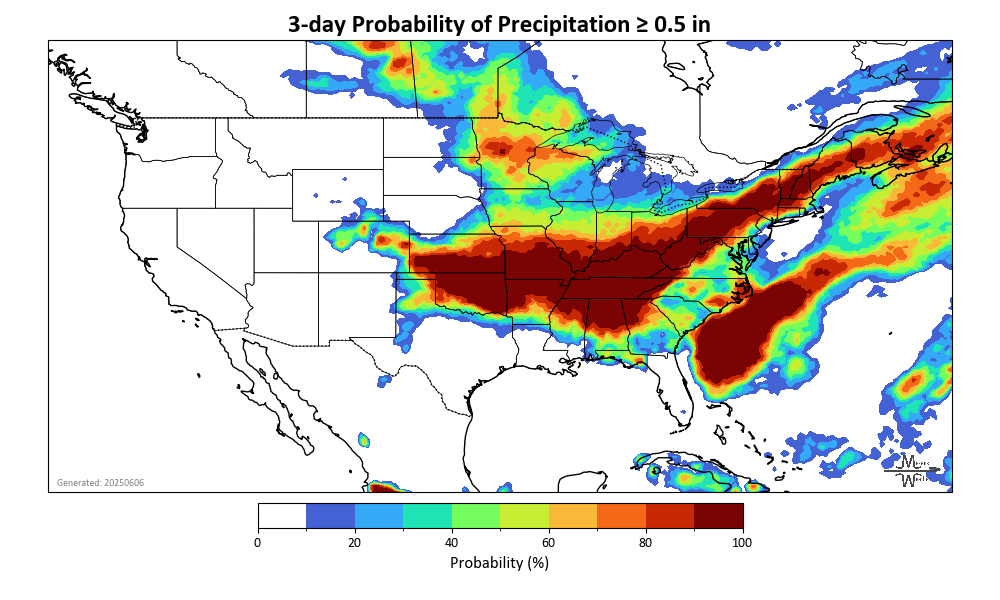 3-day Probability of Precipitation ≥ 0.5 in
Generated: 20250606
0 20 40 60 80 100
Probability (%)